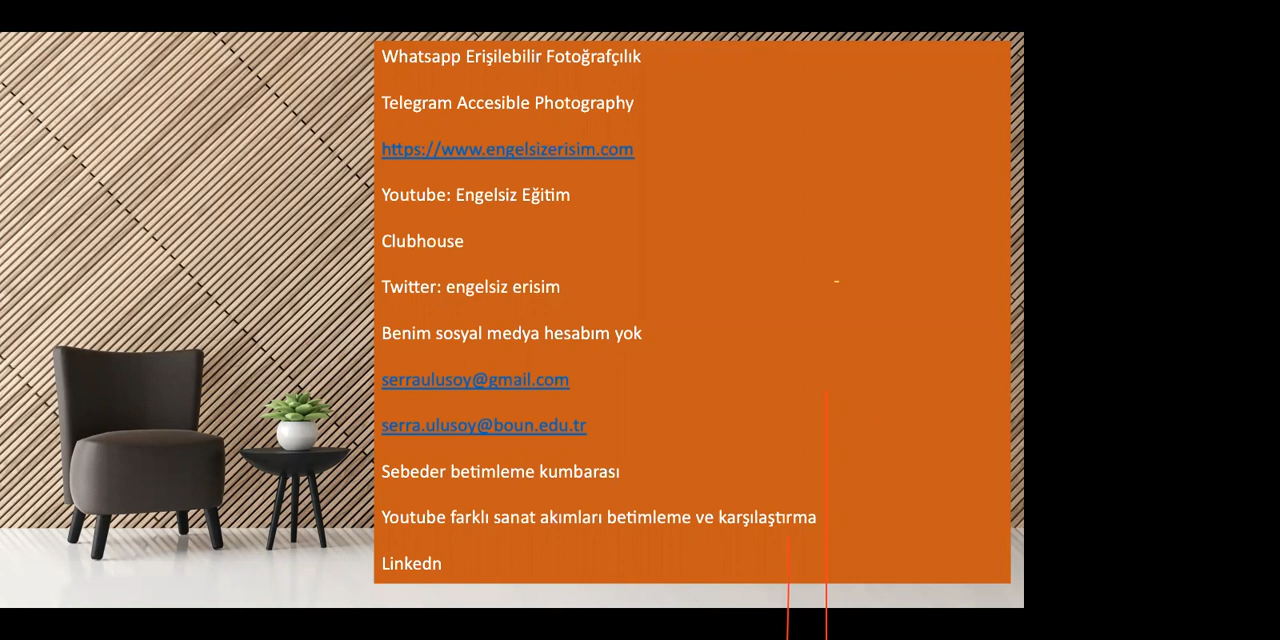 Whatsapp Erişilebilir Fotoğrafçılık
Telegram Accesible Photography
https://www.engelsizerisim.com
Youtube: Engelsiz Eğitim
Clubhouse
Twitter: engelsiz erisim
Benim sosyal medya hesabım yok
serraulusoy@gmail.com
serra.ulusoy@boun.edu.tr
Sebeder betimleme kumbarası
Youtube farklı sanat akımları betimleme ve karşılaştırma
Linkedn